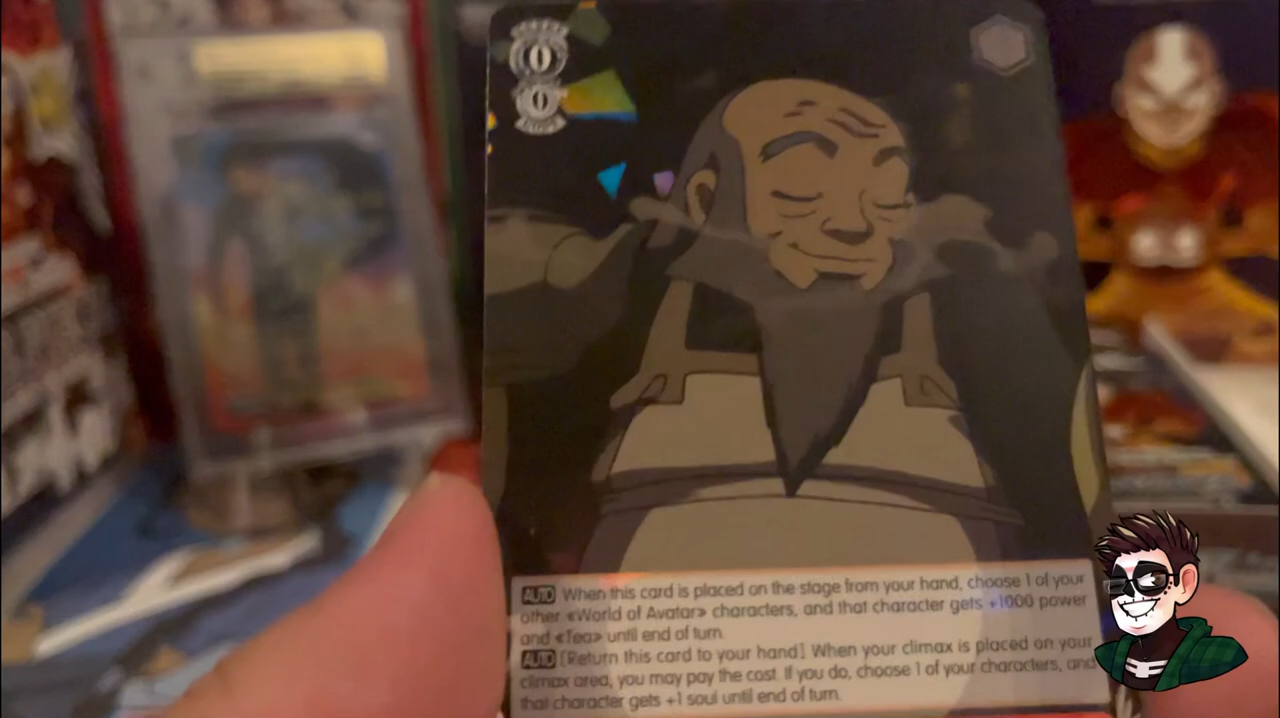 0
0
AUTO When this card is placed on the stage from your hand, choose 1 of your
other «World of Avatar» characters, and that character gets +1000 power
and «Tea» until end of turn.
AUTO [Return this card to your hand] When your climax is placed on your
climax area, you may pay the cost. If you do, choose 1 of your characters, and
that character gets +1 soul until end of turn.